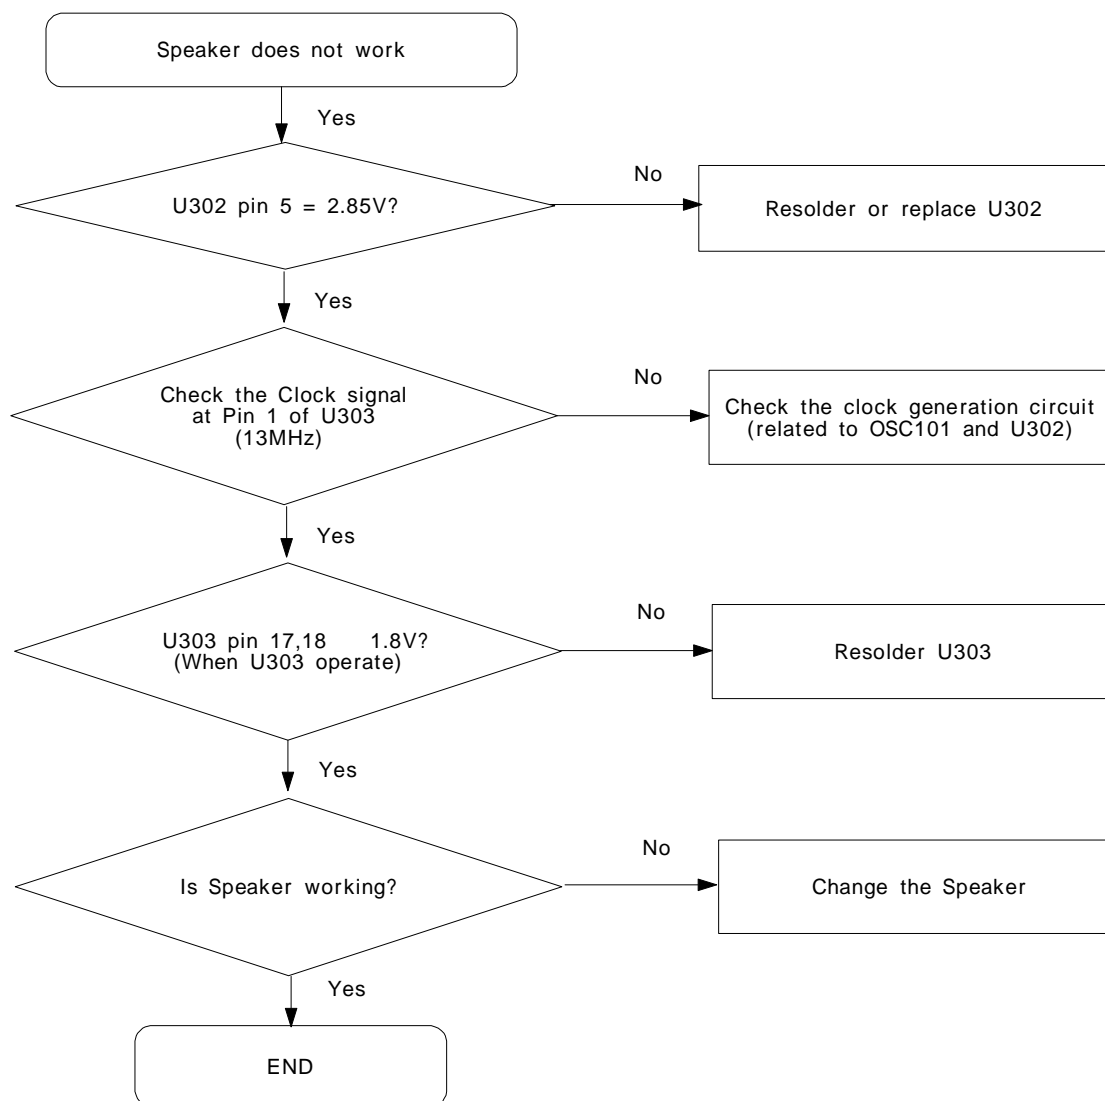 Speaker does not work
Yes
U302 pin 5 = 2.85V?
No
Resolder or replace U302
Yes
Check the Clock signal
at Pin 1 of U303
(13MHz)
No
Check the clock generation circuit
(related to OSC101 and U302)
Yes
U303 pin 17,18 1.8V?
(When U303 operate)
No
Resolder U303
Yes
Is Speaker working?
No
Change the Speaker
Yes
END